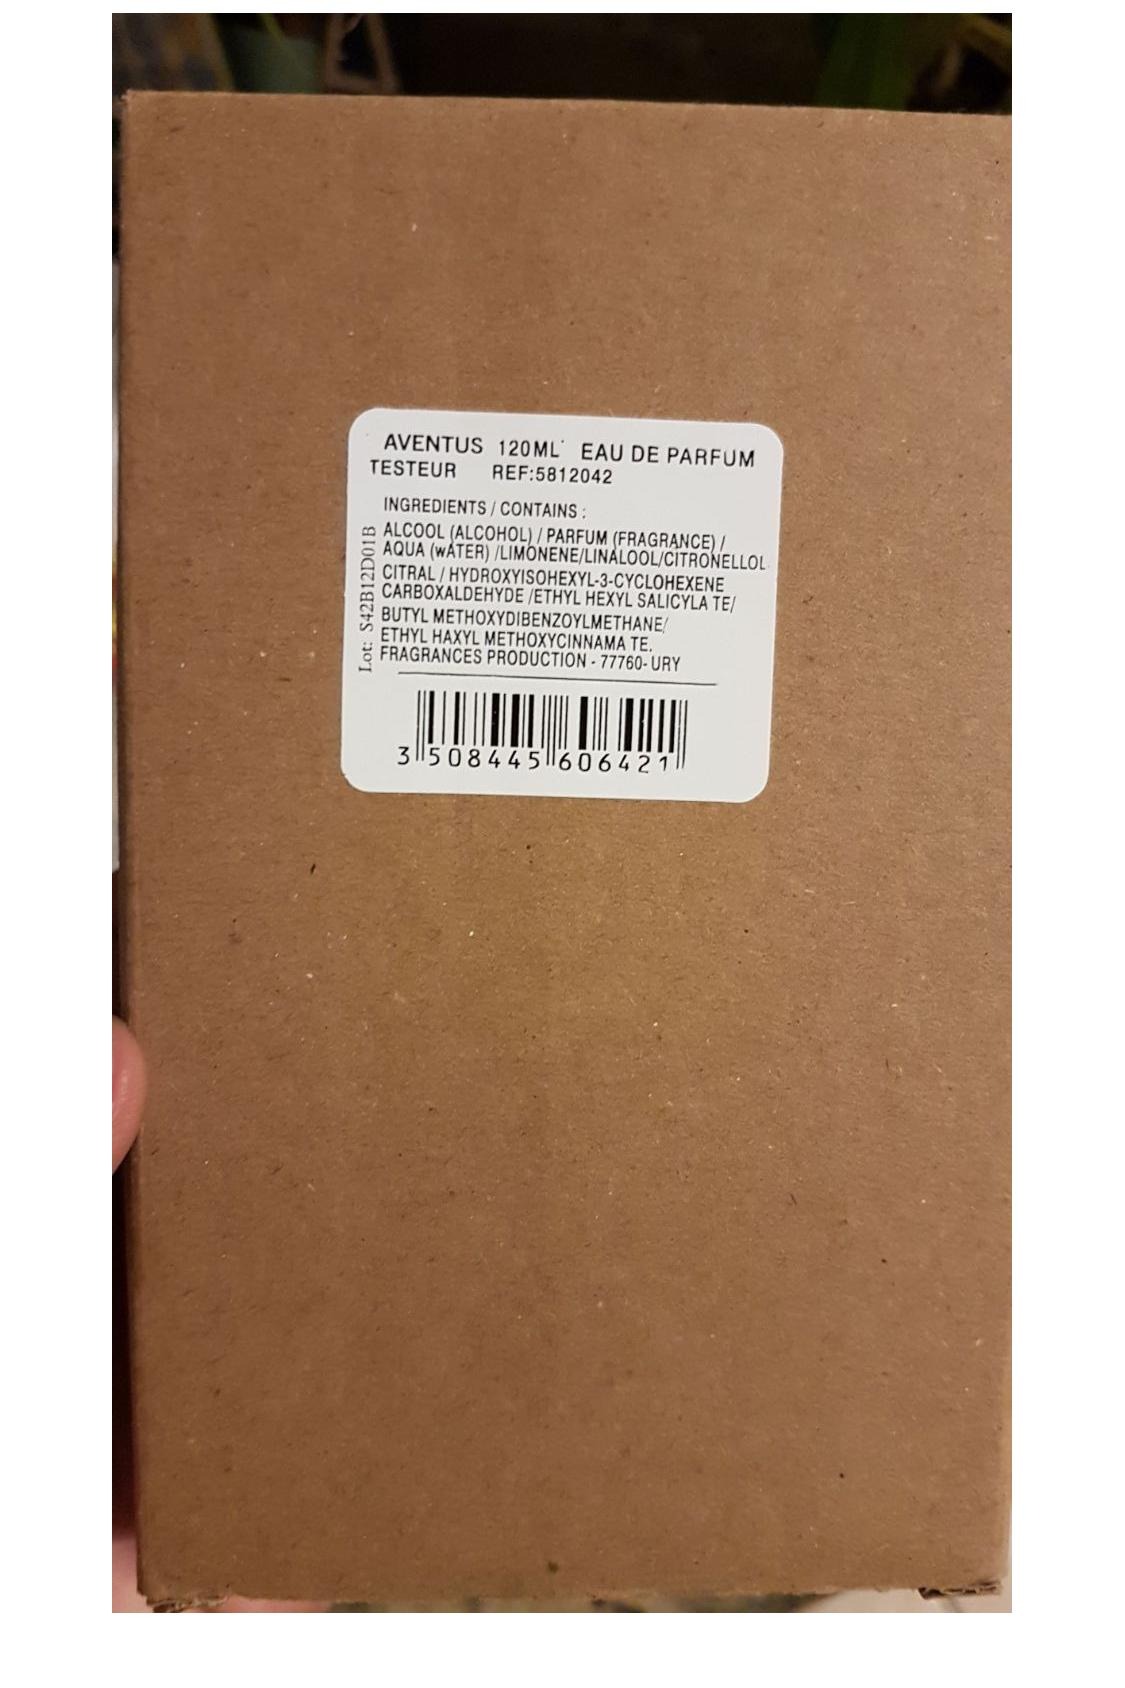 AVENTUS 120ML EAU DE PARFUM
TESTEUR REF:5812042
INGREDIENTS / CONTAINS :
ALCOOL (ALCOHOL) / PARFUM (FRAGRANCE) /
AQUA (wATER) /LIMONENE/LINALOOL/CITRONELLOL
CITRAL / HYDROXYISOHEXYL-3-CYCLOHEXENE
CARBOXALDEHYDE /ETHYL HEXYL SALICYLA TE/
BUTYL METHOXYDIBENZOYLMETHANE/
ETHYL HAXYL METHOXYCINNAMA TE.
FRAGRANCES PRODUCTION - 77760- URY
Lot: S42B12D01B
3 508445 606421